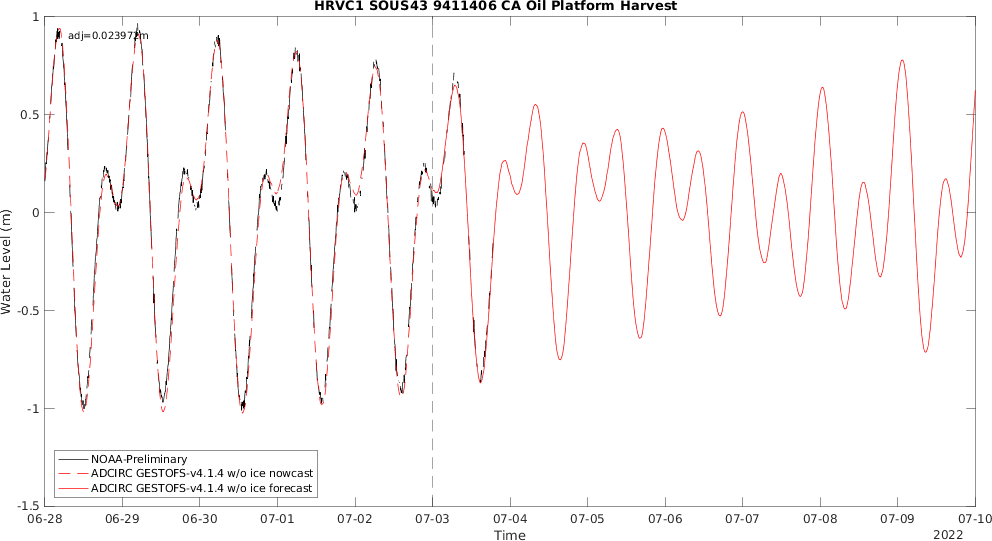 HRVC1 SOUS43 9411406 CA Oil Platform Harvest
adj=0.023972m
1
0.5
0
-0.5
-1
-1.5
Water Level (m)
NOAA-Preliminary
ADCIRC GESTOFS-v4.1.4 w/o ice nowcast
ADCIRC GESTOFS-v4.1.4 w/o ice forecast
06-28 06-29 06-30 07-01 07-02 07-03 07-04 07-05 07-06 07-07 07-08 07-09 07-10
Time
2022